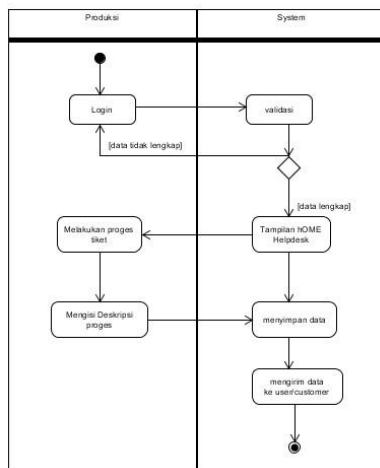 Produksi
System
Login
validasi
[data tidak lengkap]
[data lengkap]
Melakukan proges
tiket
Tampilan hOME
Helpdesk
Mengisi Deskripsi
proges
menyimpan data
mengirim data
ke user/customer